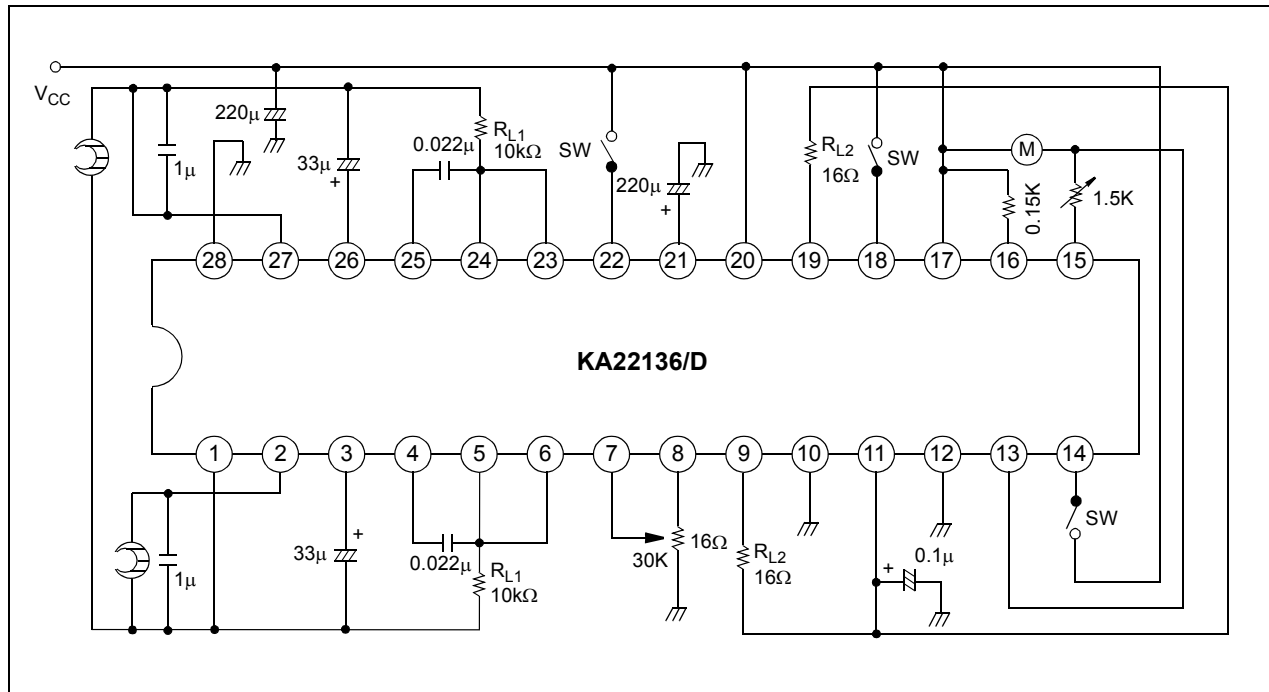 VCC
220μ
1μ
33μ
+
0.022μ
RL1
10kΩ
SW
220μ
+
RL2
16Ω
SW
M
0.15K
1.5K
28 27 26 25 24 23 22 21 20 19 18 17 16 15
KA22136/D
1 2 3 4 5 6 7 8 9 10 11 12 13 14
1μ
33μ
+
0.022μ
RL1
10kΩ
30K
16Ω
RL2
16Ω
+
0.1μ
SW